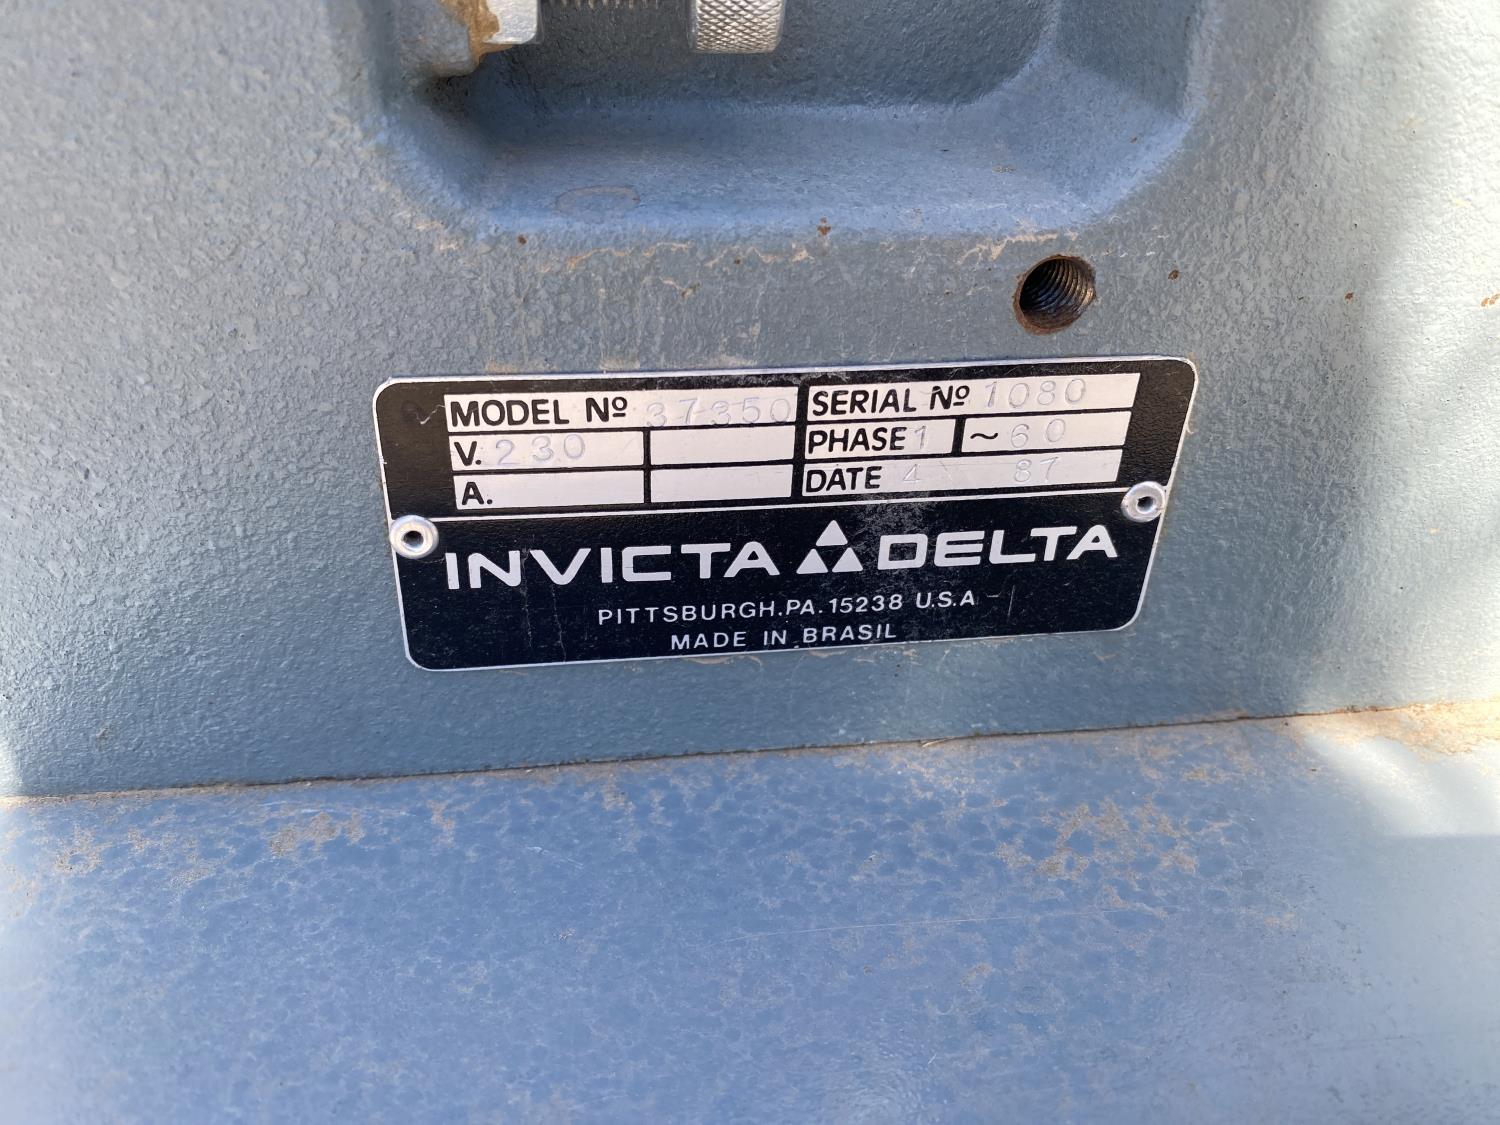 MODEL Nº 37350 SERIAL Nº 1080
V. 230 PHASE 1 ~60
A. DATE 4 87
INVICTA DELTA
PITTSBURGH.PA.15238 U.S.A
MADE IN BRASIL